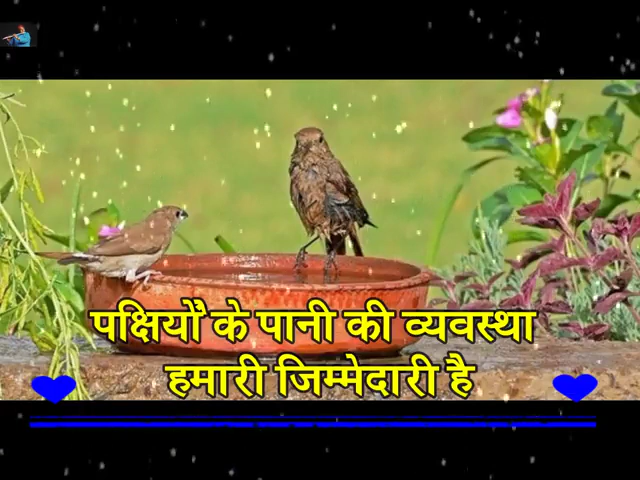 पक्षियों के पानी की व्यवस्था
हमारी जिम्मेदारी है